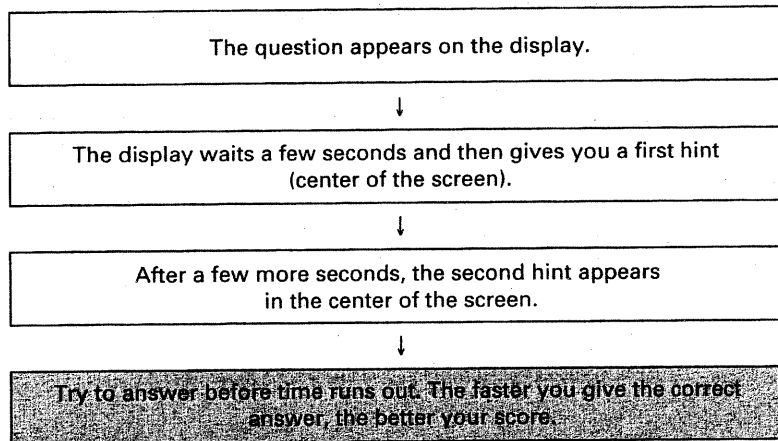 The question appears on the display.
↓
The display waits a few seconds and then gives you a first hint
(center of the screen).
↓
After a few more seconds, the second hint appears
in the center of the screen.
↓
Try to answer before time runs out. The faster you give the correct
answer, the better your score.